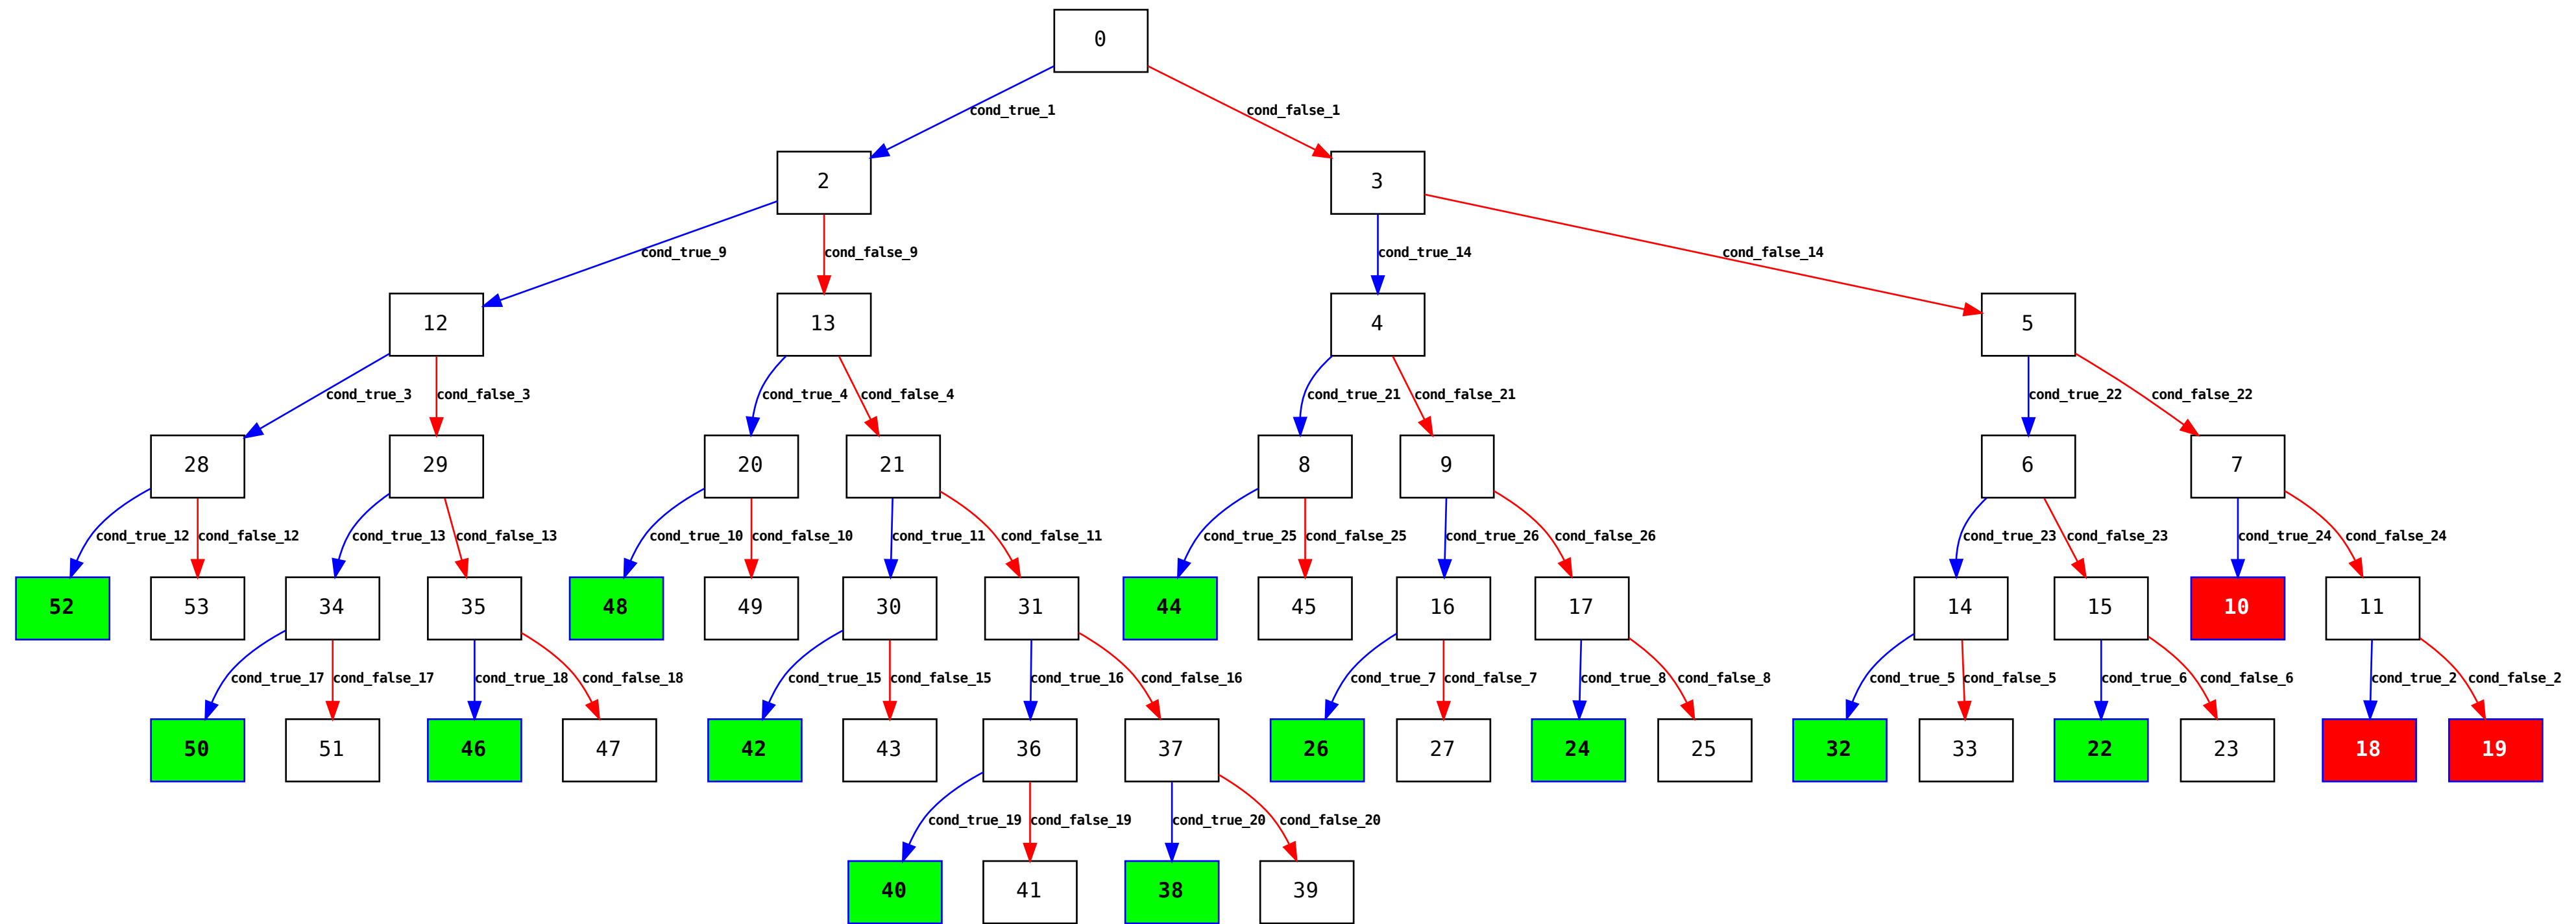 0
cond_true_1
cond_false_1
2
3
cond_true_9
cond_false_9
cond_true_14
cond_false_14
12
13
4
5
cond_true_3
cond_false_3
cond_true_4
cond_false_4
cond_true_21
cond_false_21
cond_true_22
cond_false_22
28
29
20
21
8
9
6
7
cond_true_12
cond_false_12
cond_true_13
cond_false_13
cond_true_10
cond_false_10
cond_true_11
cond_false_11
cond_true_25
cond_false_25
cond_true_26
cond_false_26
cond_true_23
cond_false_23
cond_true_24
cond_false_24
52
53
34
35
48
49
30
31
44
45
16
17
14
15
10
11
cond_true_17
cond_false_17
cond_true_18
cond_false_18
cond_true_15
cond_false_15
cond_true_16
cond_false_16
cond_true_7
cond_false_7
cond_true_8
cond_false_8
cond_true_5
cond_false_5
cond_true_6
cond_false_6
cond_true_2
cond_false_2
50
51
46
47
42
43
36
37
26
27
24
25
32
33
22
23
18
19
cond_true_19
cond_false_19
cond_true_20
cond_false_20
40
41
38
39